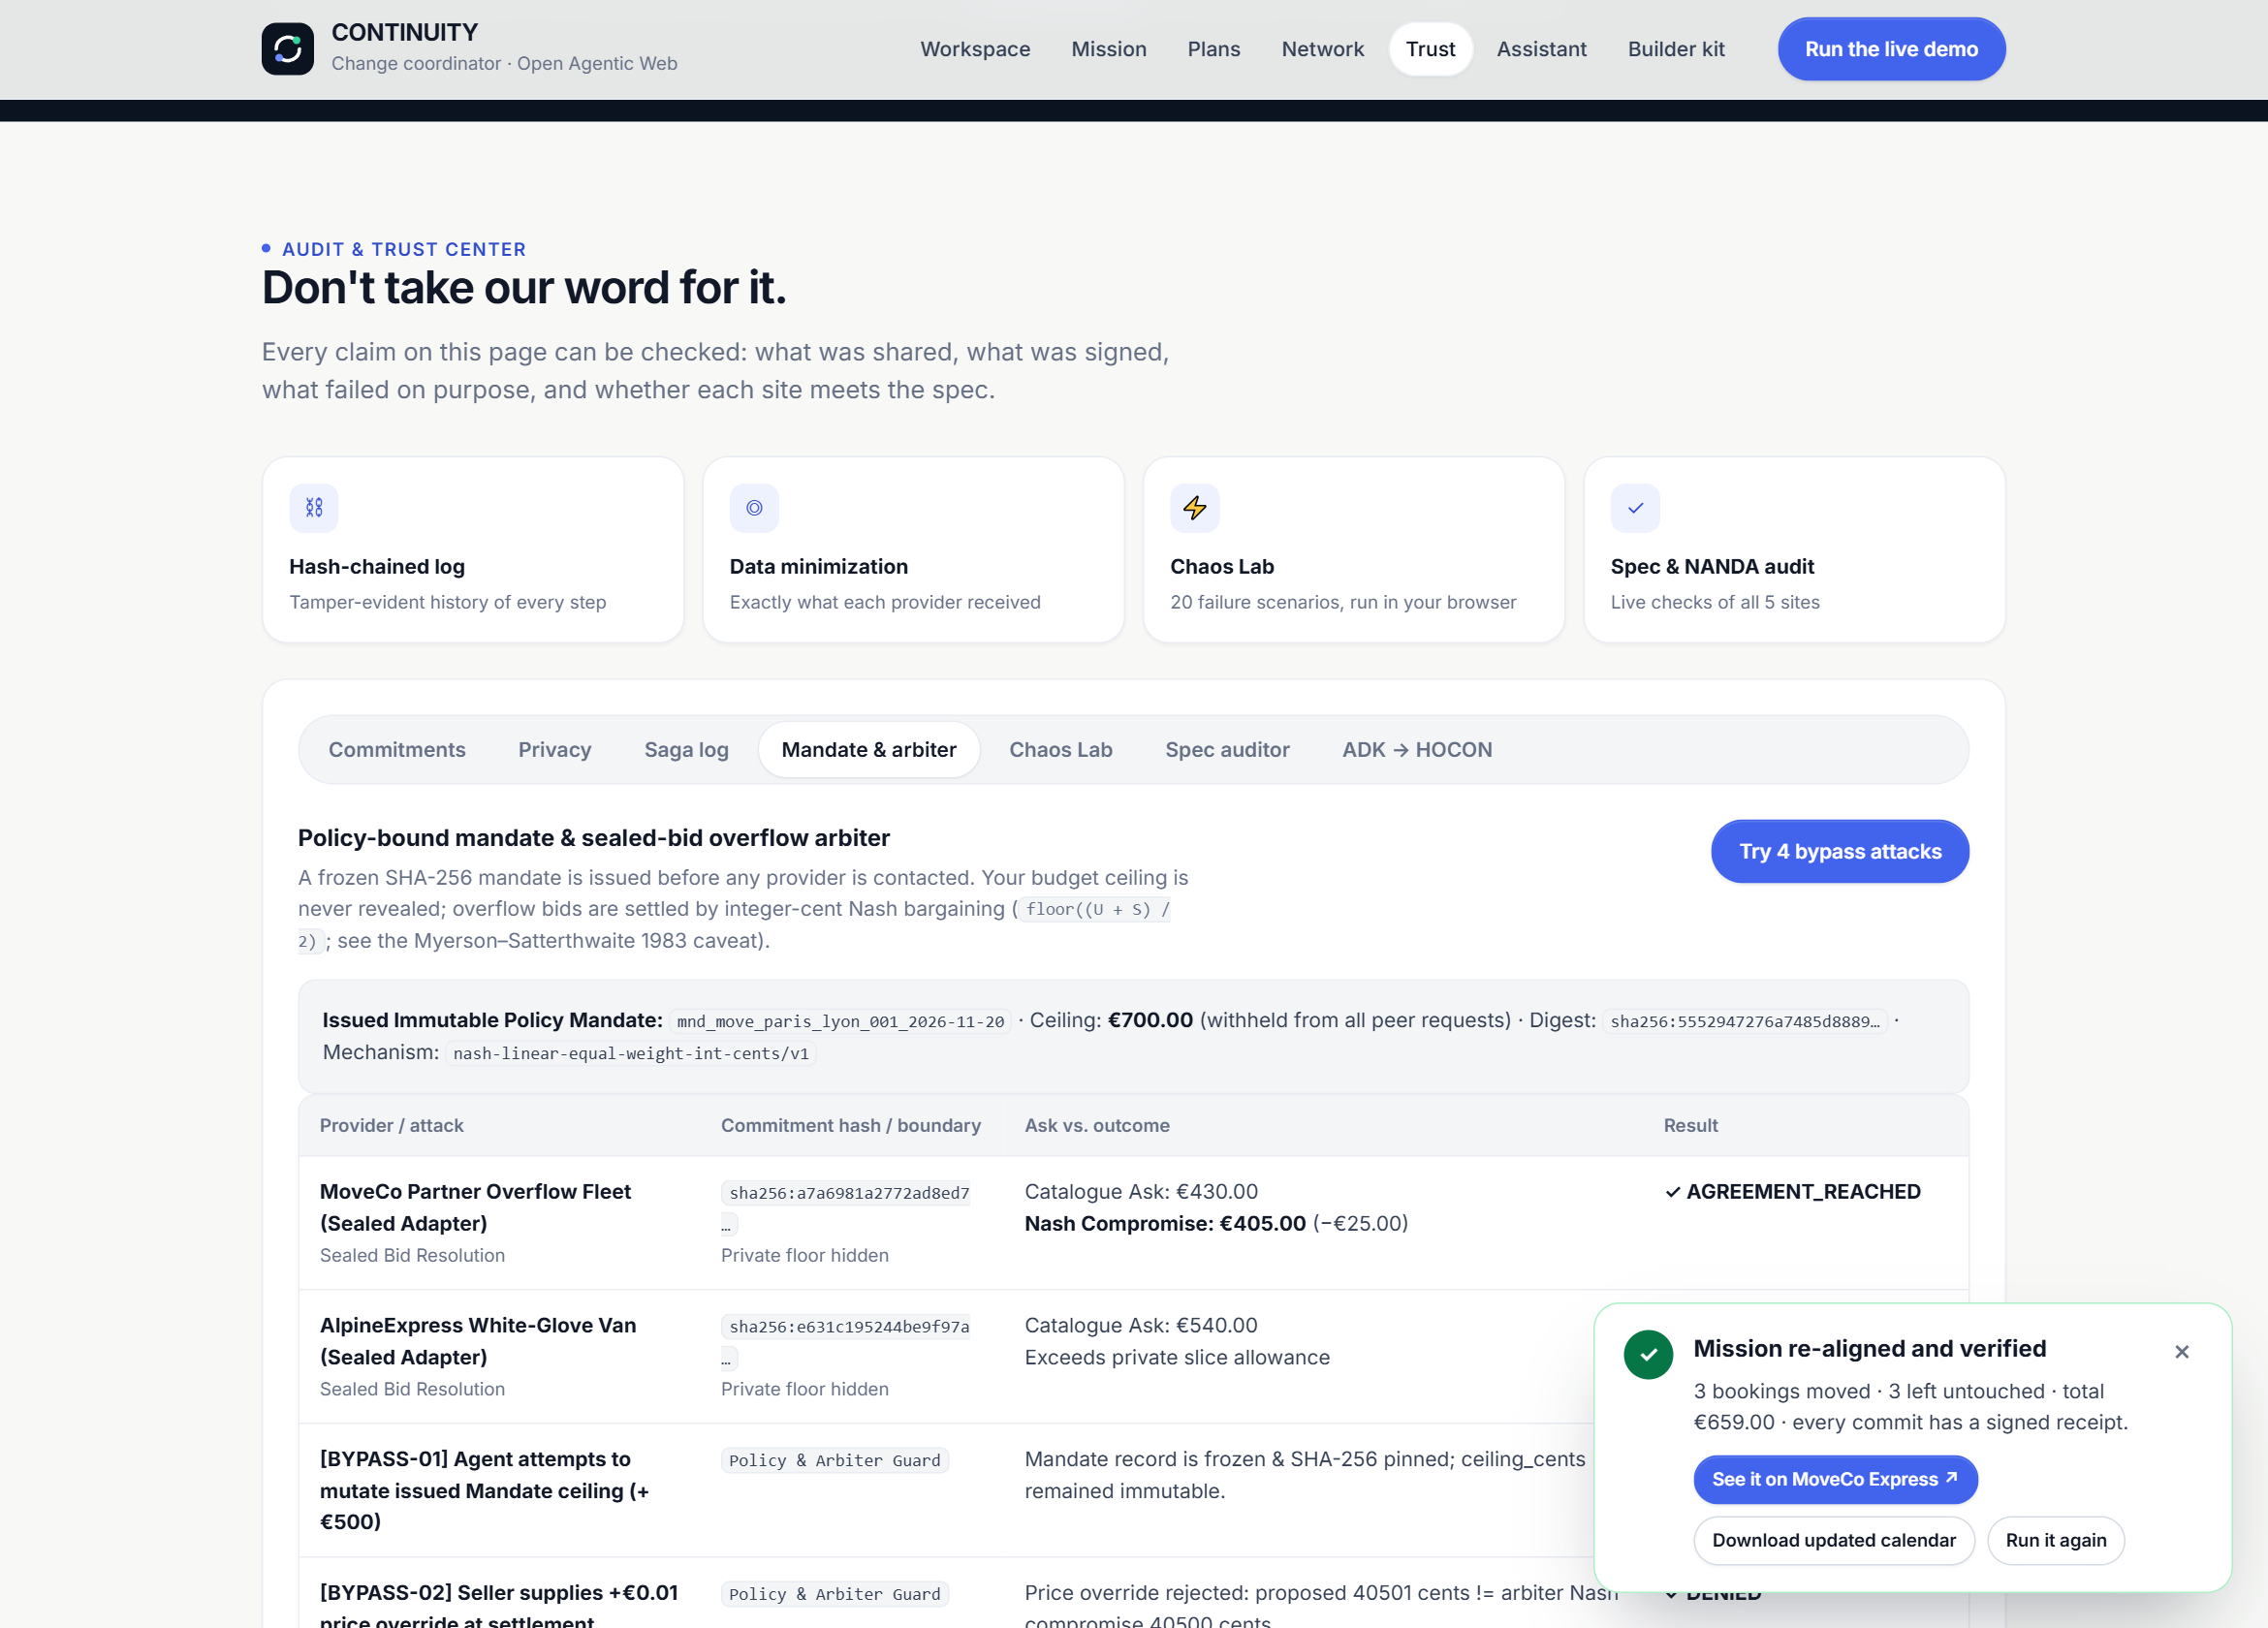 CONTINUITY
Change coordinator · Open Agentic Web
Workspace
Mission
Plans
Network
Trust
Assistant
Builder kit
Run the live demo
AUDIT & TRUST CENTER
Don't take our word for it.
Every claim on this page can be checked: what was shared, what was signed,
what failed on purpose, and whether each site meets the spec.
Hash-chained log
Tamper-evident history of every step
Data minimization
Exactly what each provider received
Chaos Lab
20 failure scenarios, run in your browser
Spec & NANDA audit
Live checks of all 5 sites
Commitments
Privacy
Saga log
Mandate & arbiter
Chaos Lab
Spec auditor
ADK → HOCON
Policy-bound mandate & sealed-bid overflow arbiter
A frozen SHA-256 mandate is issued before any provider is contacted. Your budget ceiling is
never revealed; overflow bids are settled by integer-cent Nash bargaining ( floor((U + S) /
2) ; see the Myerson–Satterthwaite 1983 caveat).
Try 4 bypass attacks
Issued Immutable Policy Mandate: mnd_move_paris_lyon_001_2026-11-20 · Ceiling: €700.00 (withheld from all peer requests) · Digest: sha256:5552947276a7485d8889… ·
Mechanism: nash-linear-equal-weight-int-cents/v1
Provider / attack
Commitment hash / boundary
Ask vs. outcome
Result
MoveCo Partner Overflow Fleet
(Sealed Adapter)
Sealed Bid Resolution
sha256:a7a6981a2772ad8ed7
…
Private floor hidden
Catalogue Ask: €430.00
Nash Compromise: €405.00 (−€25.00)
✓ AGREEMENT_REACHED
AlpineExpress White-Glove Van
(Sealed Adapter)
Sealed Bid Resolution
sha256:e631c195244be9f97a
…
Private floor hidden
Catalogue Ask: €540.00
Exceeds private slice allowance
[BYPASS-01] Agent attempts to
mutate issued Mandate ceiling (+
€500)
Policy & Arbiter Guard
Mandate record is frozen & SHA-256 pinned; ceiling_cents
remained immutable.
[BYPASS-02] Seller supplies +€0.01
price override at settlement
Policy & Arbiter Guard
Price override rejected: proposed 40501 cents != arbiter Nash
compromise 40500 cents
✓ DENIED
Mission re-aligned and verified
3 bookings moved · 3 left untouched · total
€659.00 · every commit has a signed receipt.
See it on MoveCo Express ↗
Download updated calendar
Run it again